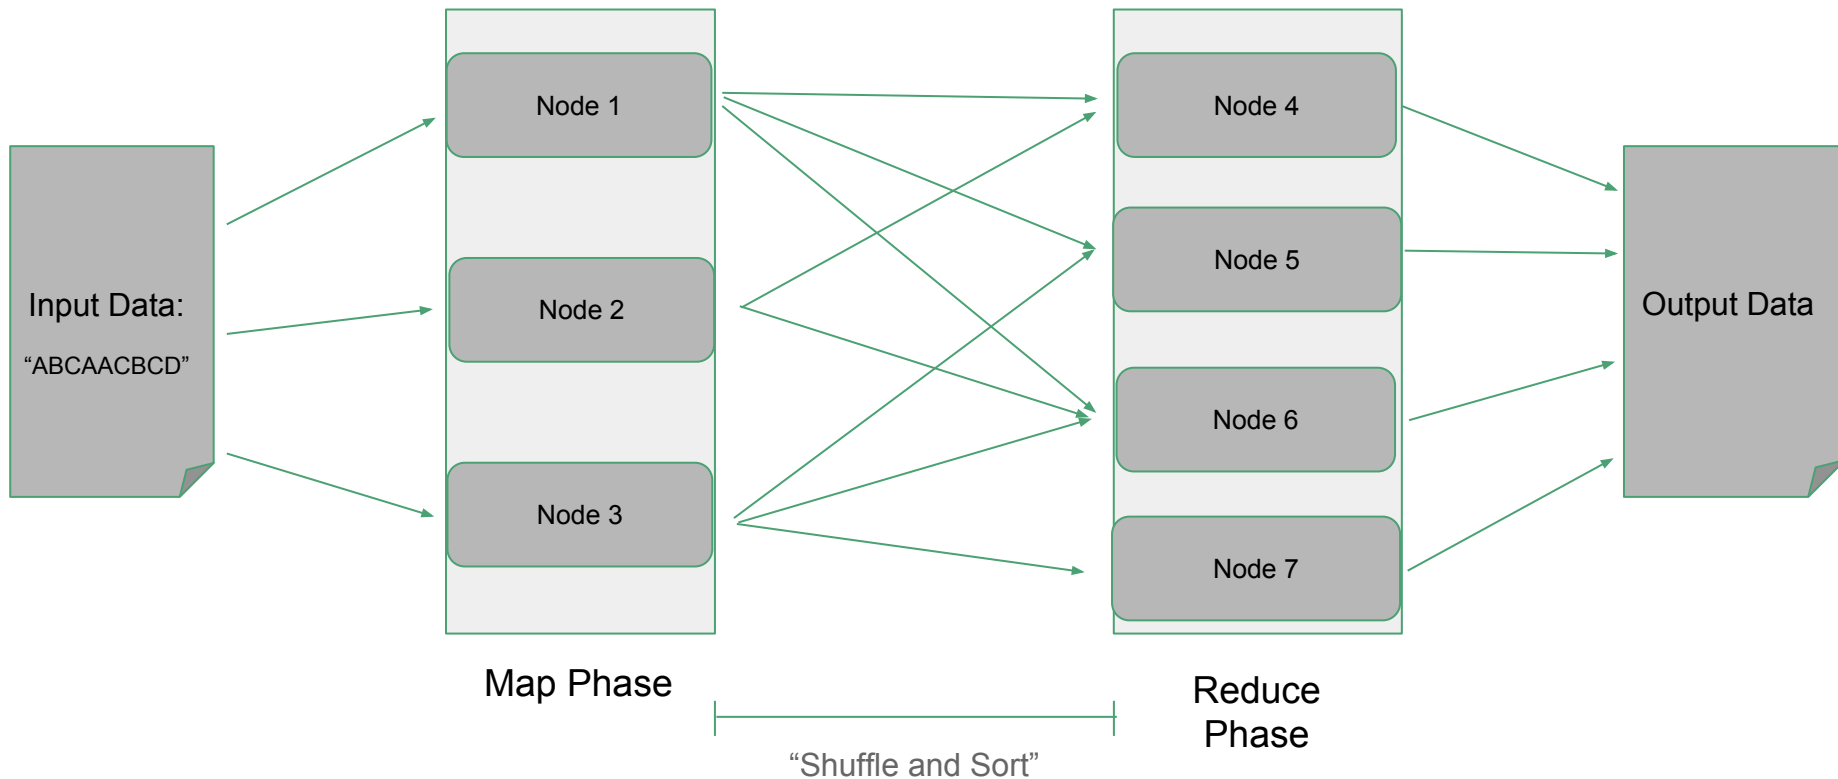 Input Data:
“ABCAACBCD”
Node 1
Node 2
Node 3
Map Phase
“Shuffle and Sort”
Node 4
Node 5
Node 6
Node 7
Reduce
Phase
Output Data